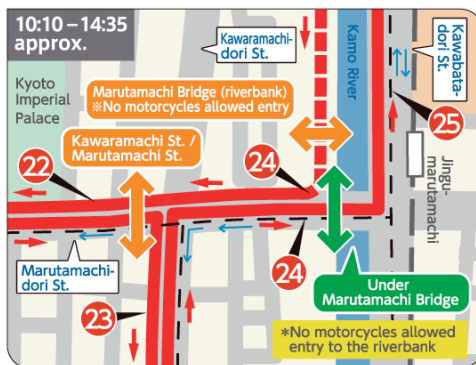 10:10 – 14:35
approx.
Kawaramachi-
dori St.
Kamo River
Kawabata-
dori St.
Kyoto
Imperial
Palace
Marutamachi Bridge (riverbank)
※No motorcycles allowed entry
25
Kawaramachi St. /
Marutamachi St.
24
22
Jingu-
marutamachi
Marutamachi-
dori St.
24
23
Under
Marutamachi Bridge
*No motorcycles allowed
entry to the riverbank